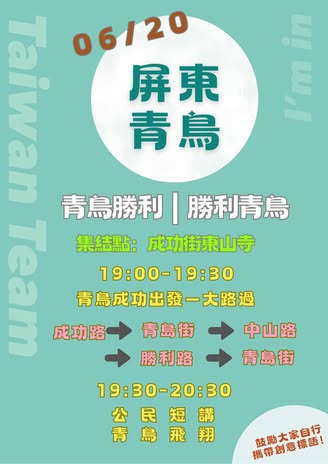 06/20
Taiwan Team
I'm in
屏東
青鳥
青鳥勝利｜勝利青鳥
集結點：成功街東山寺
19:00-19:30
青鳥成功出發一大路過
成功路 → 青島街 → 中山路
→ 勝利路 → 青島街
19:30-20:30
公民短講
青鳥飛翔
鼓勵大家自行
攜帶創意標語！